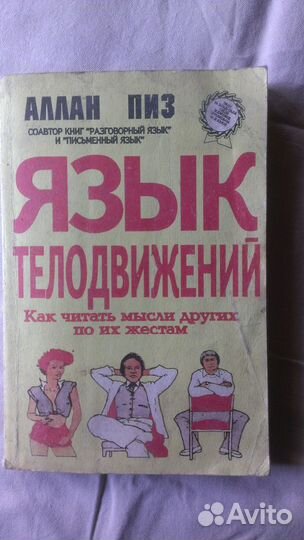 АЛЛАН ПИЗ
СОАВТОР КНИГ "РАЗГОВОРНЫЙ ЯЗЫК"
И "ПИСЬМЕННЫЙ ЯЗЫК"
ЯЗЫК
ТЕЛОДВИЖЕНИЙ
Как читать мысли других
по их жестам
Avito